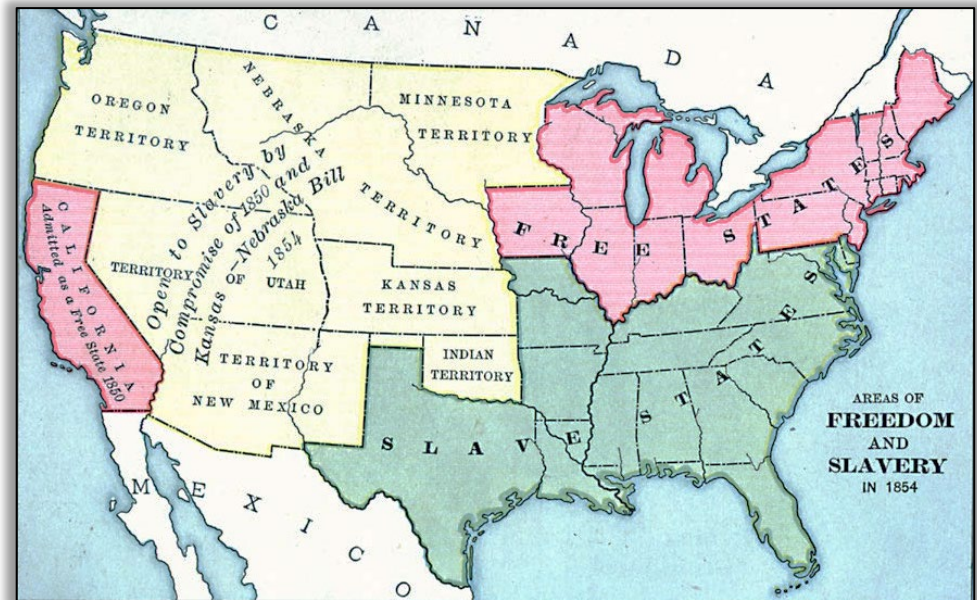 CANADA
OREGON
TERRITORY
NEBRASKA
TERRITORY
MINNESOTA
TERRITORY
Open to Slavery by
Compromise of 1850 and
Kansas-Nebraska Bill
1854
CALIFORNIA
Admitted as a Free State 1850
TERRITORY
OF UTAH
KANSAS
TERRITORY
TERRITORY
OF
NEW MEXICO
INDIAN
TERRITORY
FREE STATES
SLAVE STATES
MEXICO
AREAS OF
FREEDOM
AND
SLAVERY
IN 1854